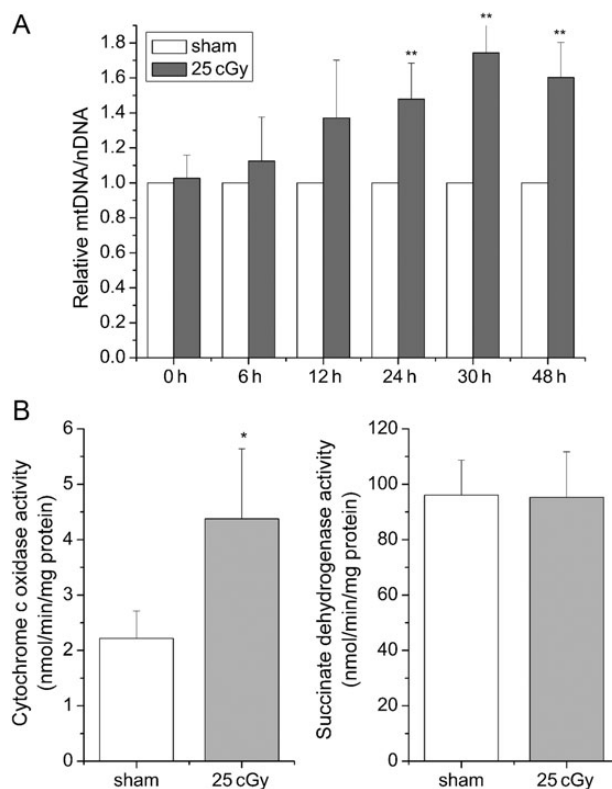 A
Relative mtDNA/nDNA
1.8
1.6
1.4
1.2
1.0
0.8
0.6
0.4
0.2
0.0
sham
25 cGy
**
**
**
0 h
6 h
12 h
24 h
30 h
48 h
B
Cytochrome c oxidase activity
(nmol/min/mg protein)
6
5
4
3
2
1
0
*
sham
25 cGy
Succinate dehydrogenase activity
(nmol/min/mg protein)
120
100
80
60
40
20
0
sham
25 cGy